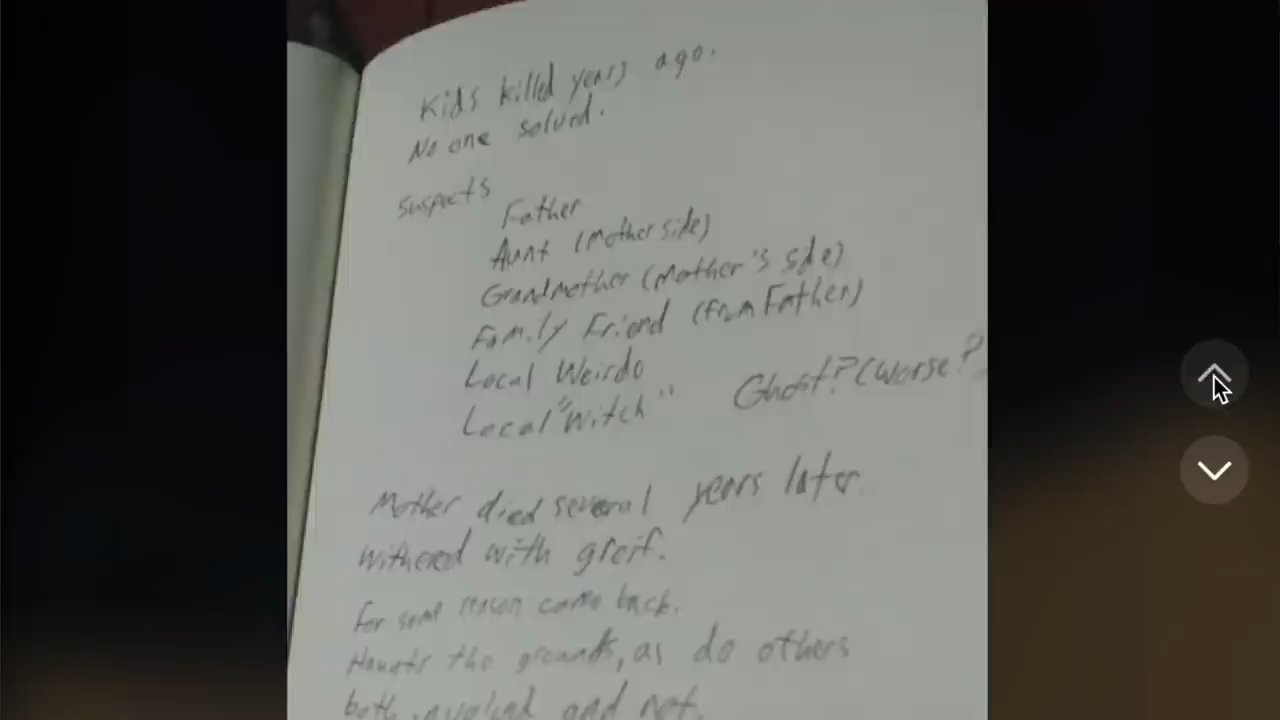 Kids killed years ago.
No one solved.
Suspects
Father
Aunt (Mother side)
Grandmother (Mother's side)
Family Friend (from Father)
Local Weirdo
Local "Witch" Ghost? (Worse?
Mother died several years later
Withered with greif.
For some reason came back.
Haunts the grounds, as do others
both involved and not.